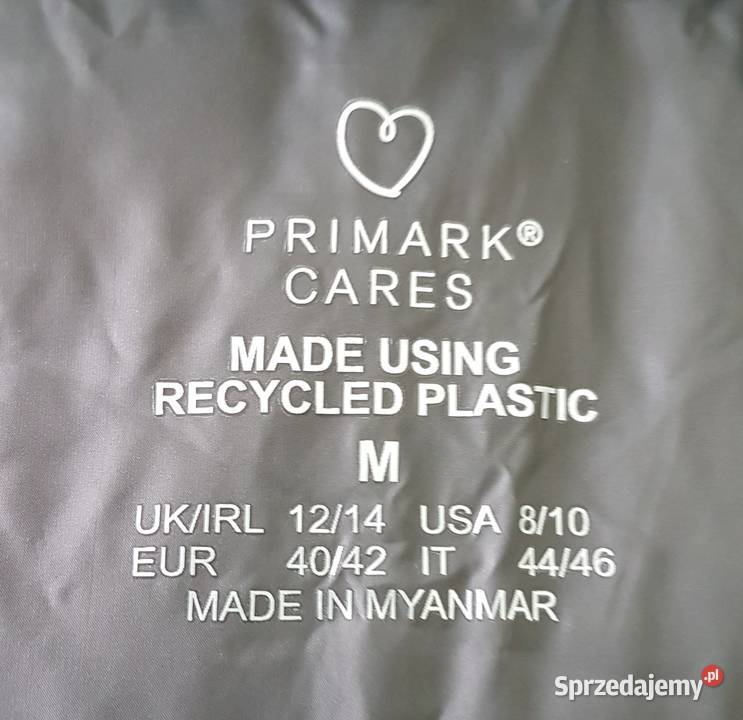 PRIMARK®
CARES
MADE USING
RECYCLED PLASTIC
M
UK/IRL 12/14 USA 8/10
EUR 40/42 IT 44/46
MADE IN MYANMAR
Sprzedajemy.pl